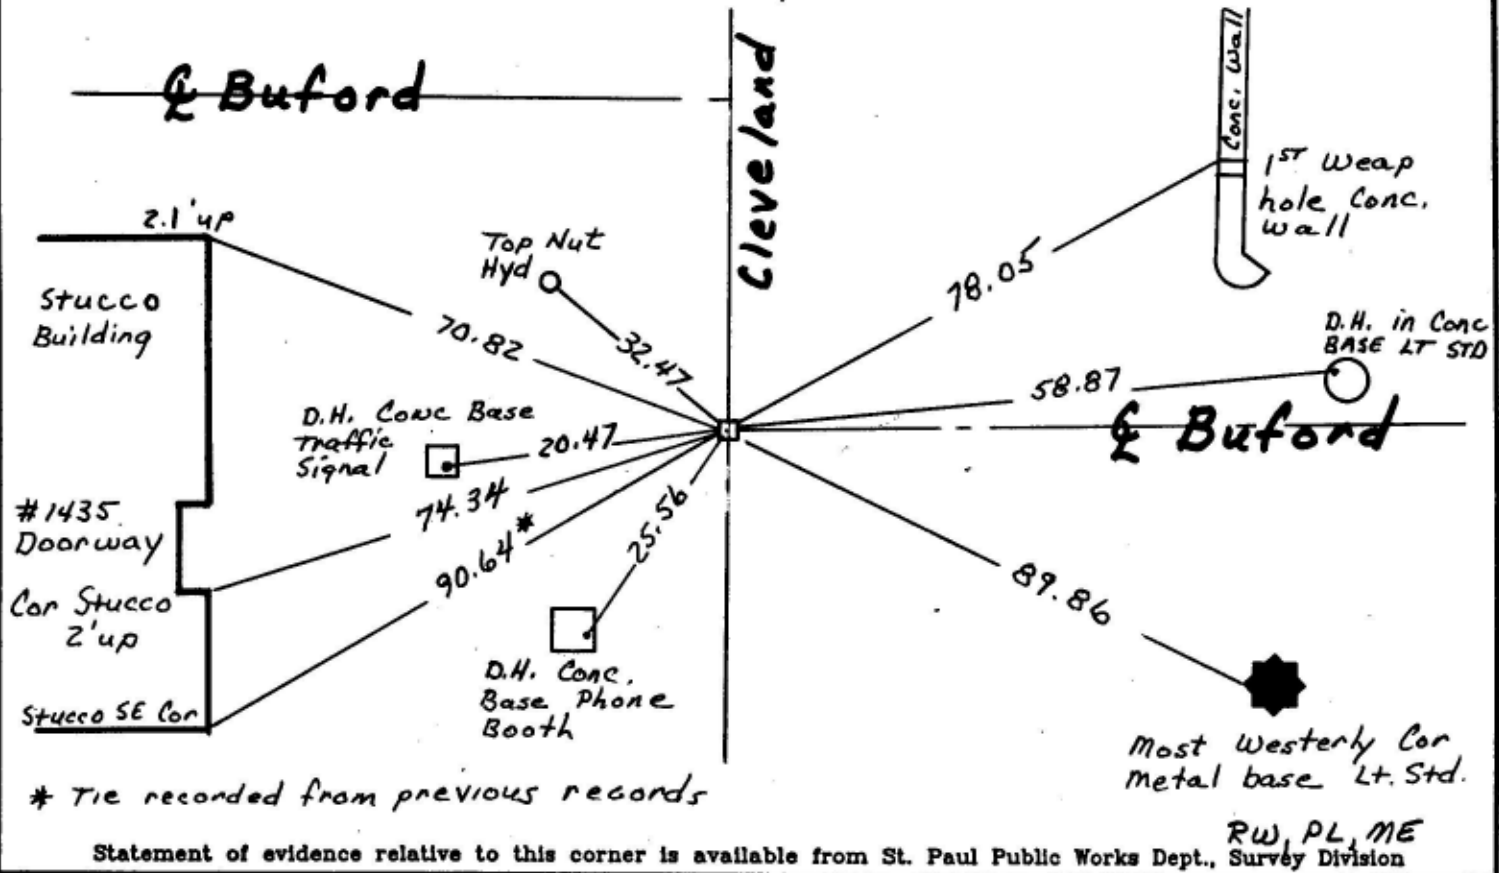 ℄ Buford
Cleveland
Conc. Wall
1ST Weap
hole Conc.
Wall
2.1' up
Top Nut
Hyd
Stucco
Building
70.82
32.47
78.05
D.H. in Conc
BASE LT STD
58.87
℄ Buford
D.H. Conc Base
Traffic
Signal
20.47
74.34
90.64*
25.56
89.86
#1435
Doorway
Cor Stucco
2' up
Stucco SE Cor
D.H. Conc.
Base Phone
Booth
Most Westerly Cor
Metal base Lt. Std.
* Tie recorded from previous records
RW, PL, ME
Statement of evidence relative to this corner is available from St. Paul Public Works Dept., Survey Division